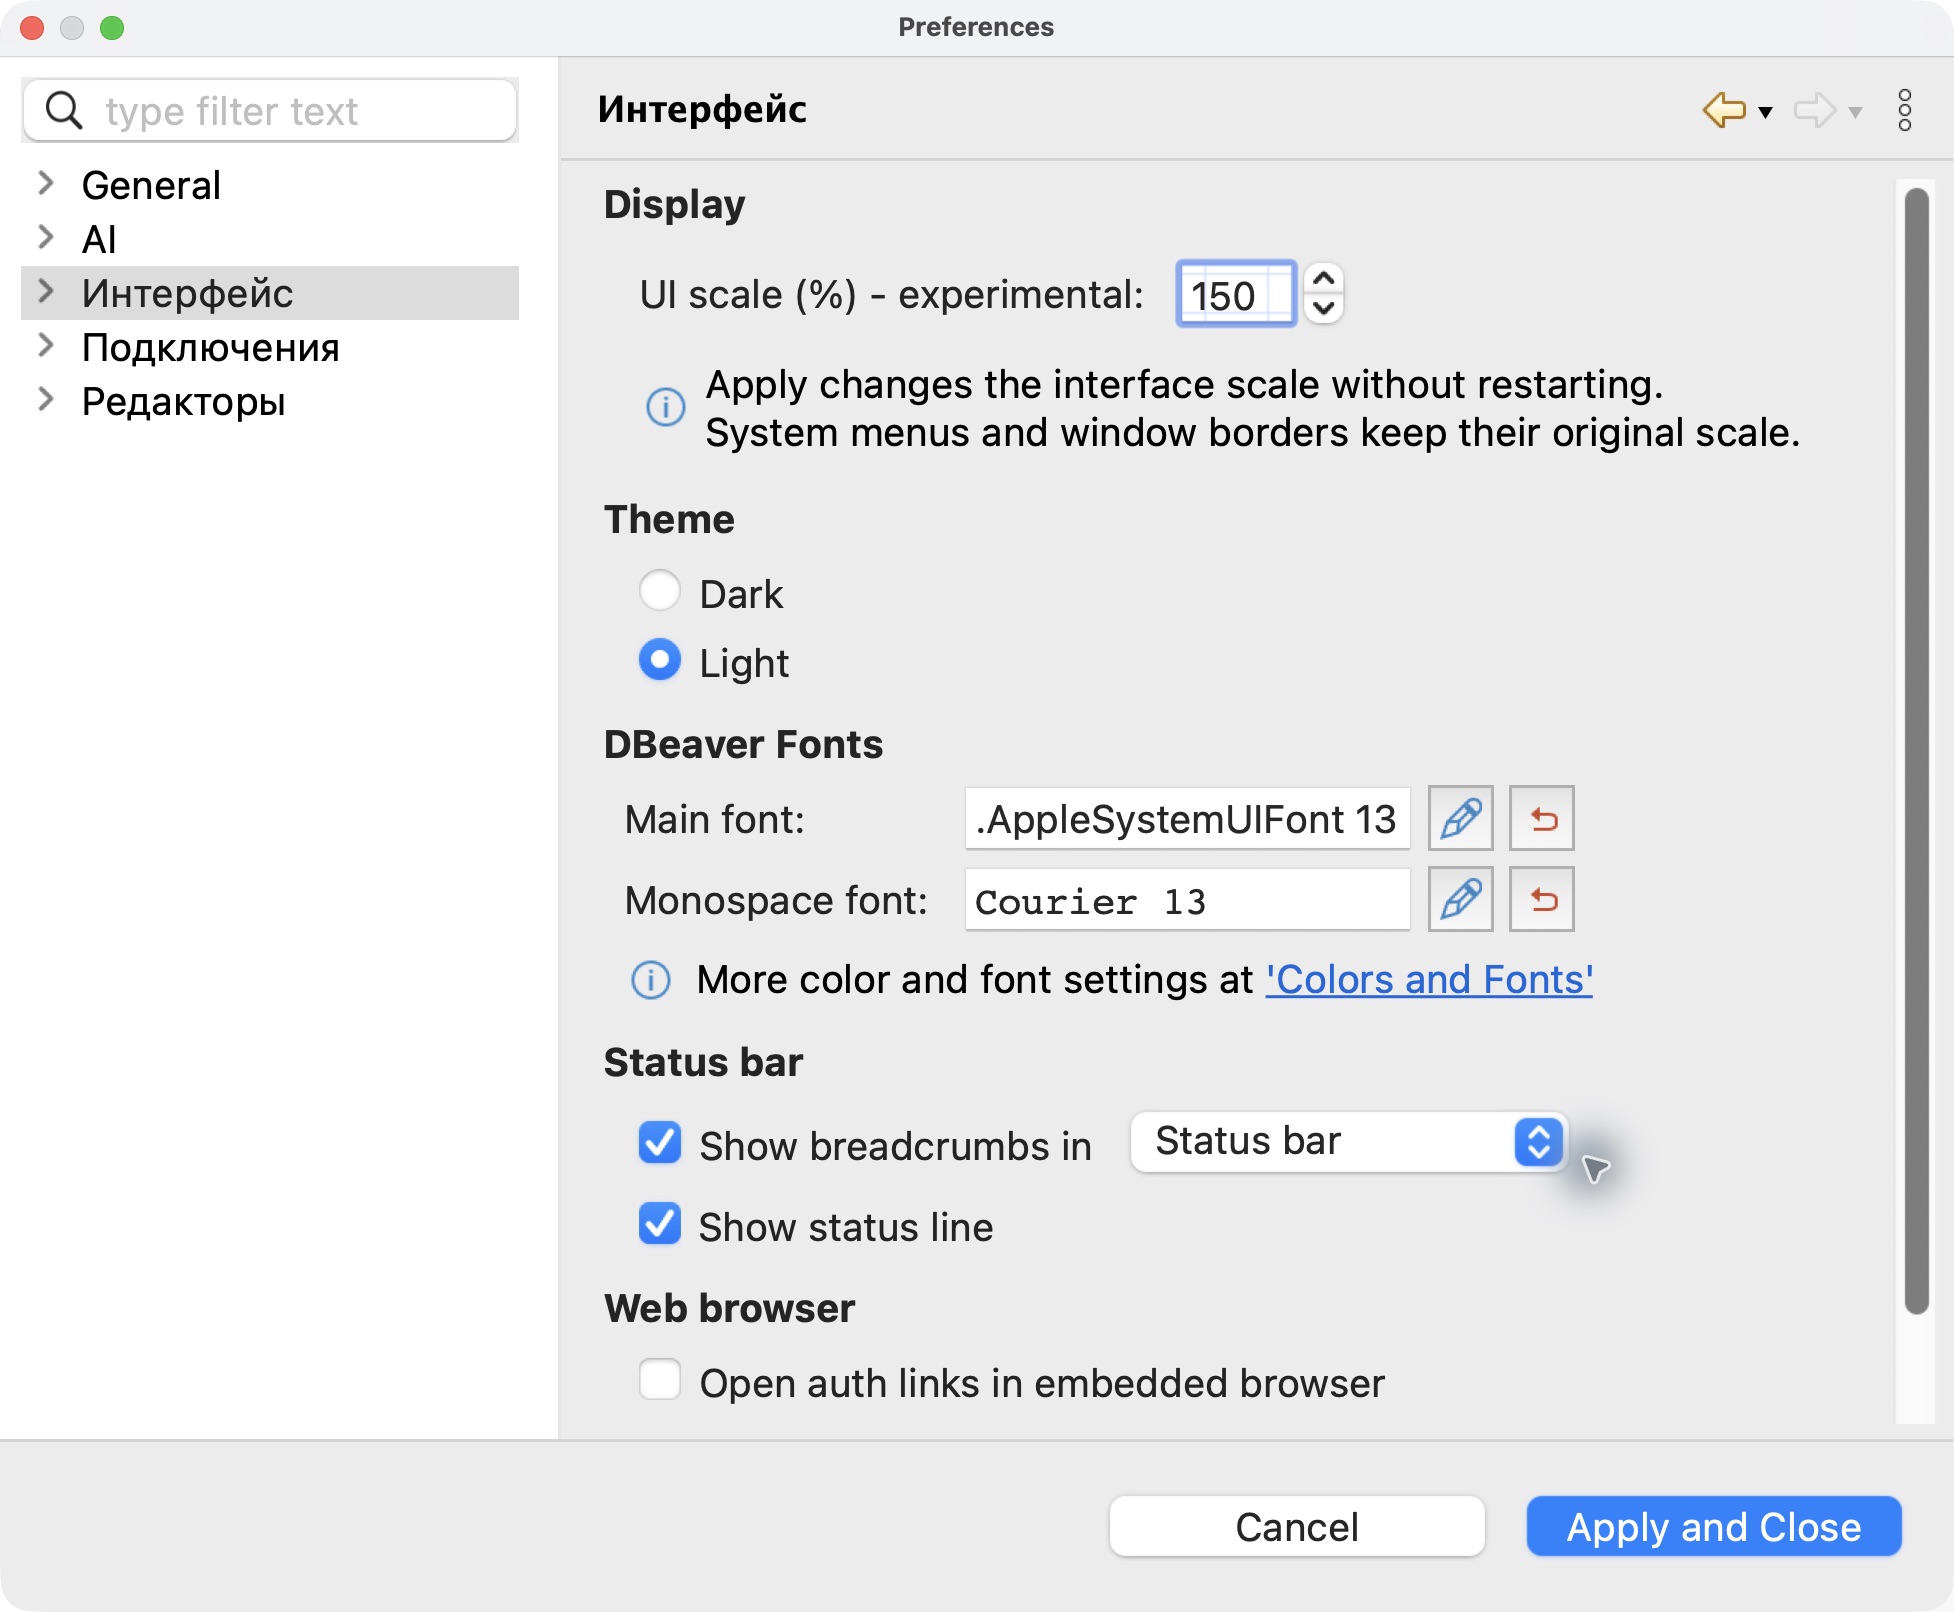 Preferences
type filter text
General
AI
Интерфейс
Подключения
Редакторы
Интерфейс
Display
UI scale (%) - experimental: 150
Apply changes the interface scale without restarting.
System menus and window borders keep their original scale.
Theme
Dark
Light
DBeaver Fonts
Main font: .AppleSystemUIFont 13
Monospace font: Courier 13
More color and font settings at 'Colors and Fonts'
Status bar
Show breadcrumbs in Status bar
Show status line
Web browser
Open auth links in embedded browser
Cancel Apply and Close